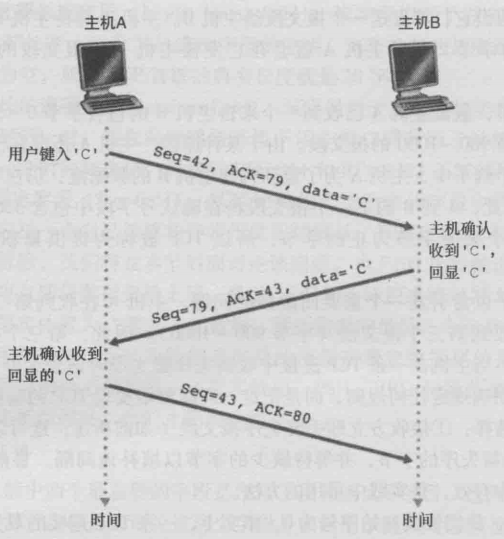 主机A
主机B
用户键入'C'
Seq=42, ACK=79, data='C'
主机确认
收到'C',
回显'C'
Seq=79, ACK=43, data='C'
主机确认收到
回显的'C'
Seq=43, ACK=80
时间
时间